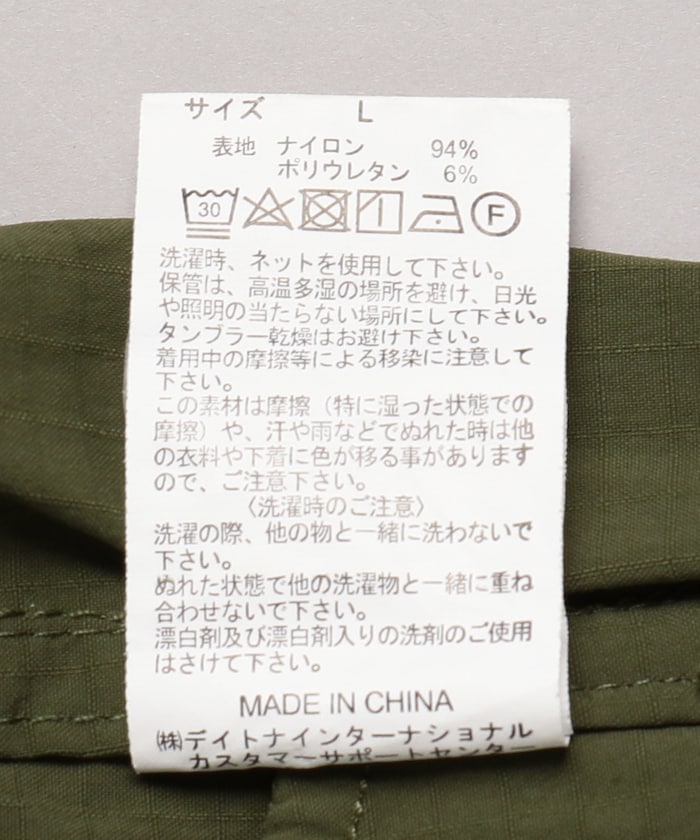 サイズ L
表地 ナイロン 94%
ポリウレタン 6%
30 F
洗濯時、ネットを使用して下さい。
保管は、高温多湿の場所を避け、日光
や照明の当たらない場所にして下さい。
タンブラー乾燥はお避け下さい。
着用中の摩擦等による移染に注意して
下さい。
この素材は摩擦（特に湿った状態での
摩擦）や、汗や雨などでぬれた時は他
の衣料や下着に色が移る事があります
ので、ご注意下さい。
〈洗濯時のご注意〉
洗濯の際、他の物と一緒に洗わないで
下さい。
ぬれた状態で他の洗濯物と一緒に重ね
合わせないで下さい。
漂白剤及び漂白剤入りの洗剤のご使用
はさけて下さい。
MADE IN CHINA
㈱デイトナインターナショナル
カスタマーサポートセンター